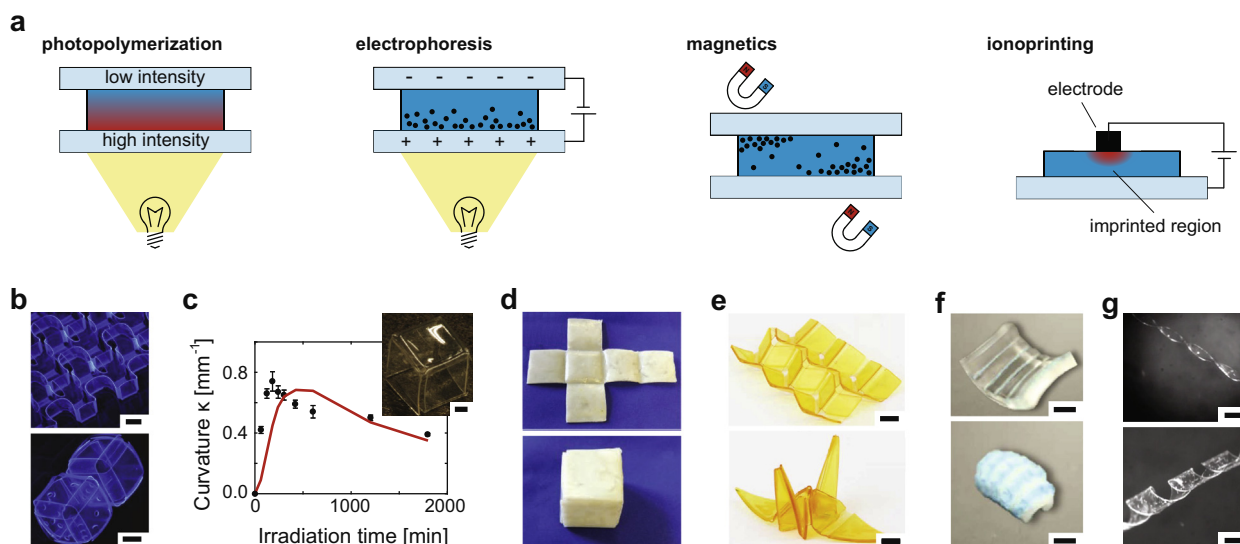 a
photopolymerization
low intensity
high intensity
electrophoresis
- - - - -
+ + + + +
magnetics
N S
N S
ionoprinting
electrode
imprinted region
b
c
Curvature κ [mm⁻¹]
0.8
0.4
0.0
0 1000 2000
Irradiation time [min]
d
e
f
g